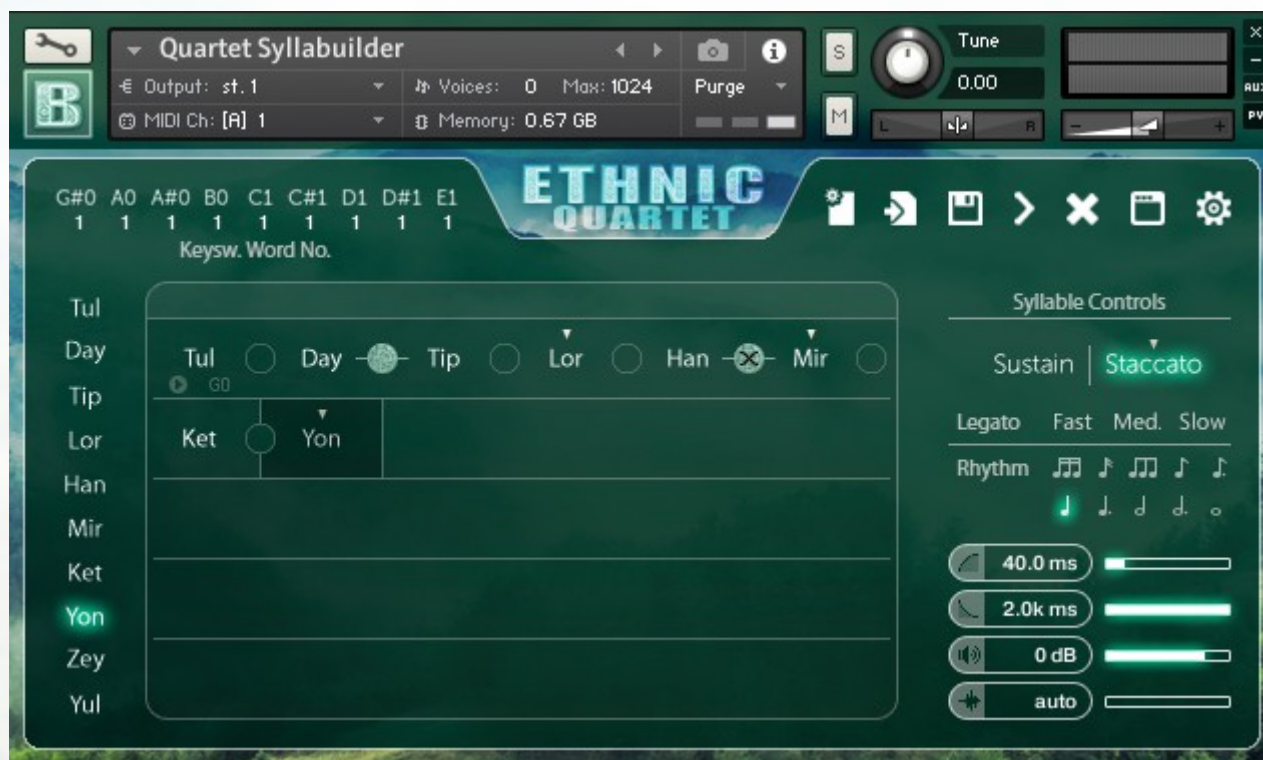 Quartet Syllabuilder
Output: st. 1
Voices: 0 Max: 1024
Purge
MIDI Ch: [A] 1
Memory: 0.67 GB
S
M
Tune
0.00
L R
- +
×
-
AUX
PV
B
ETHNIC
QUARTET
G#0 A0 A#0 B0 C1 C#1 D1 D#1 E1
1 1 1 1 1 1 1 1 1
Keysw. Word No.
Tul
Day
Tip
Lor
Han
Mir
Ket
Yon
Zey
Yul
Tul Day Tip Lor Han Mir
GO
Ket Yon
Syllable Controls
Sustain | Staccato
Legato Fast Med. Slow
Rhythm
40.0 ms
2.0k ms
0 dB
auto